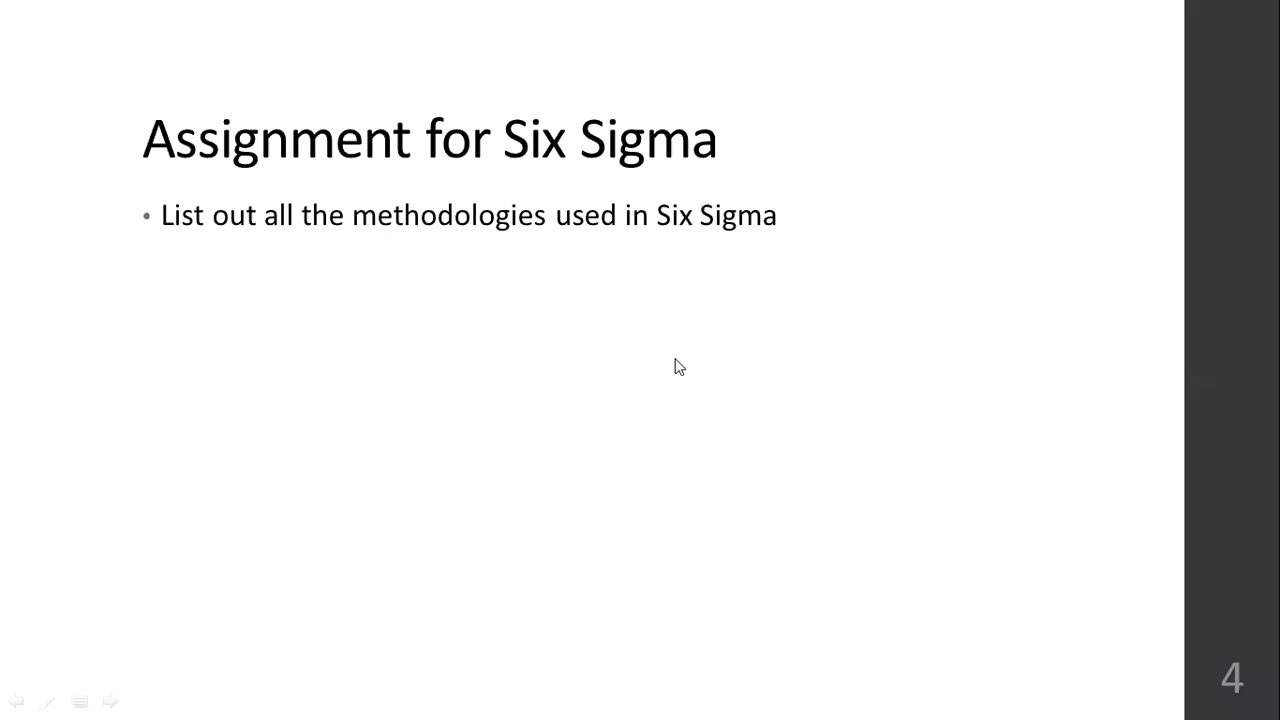 Assignment for Six Sigma
• List out all the methodologies used in Six Sigma
4